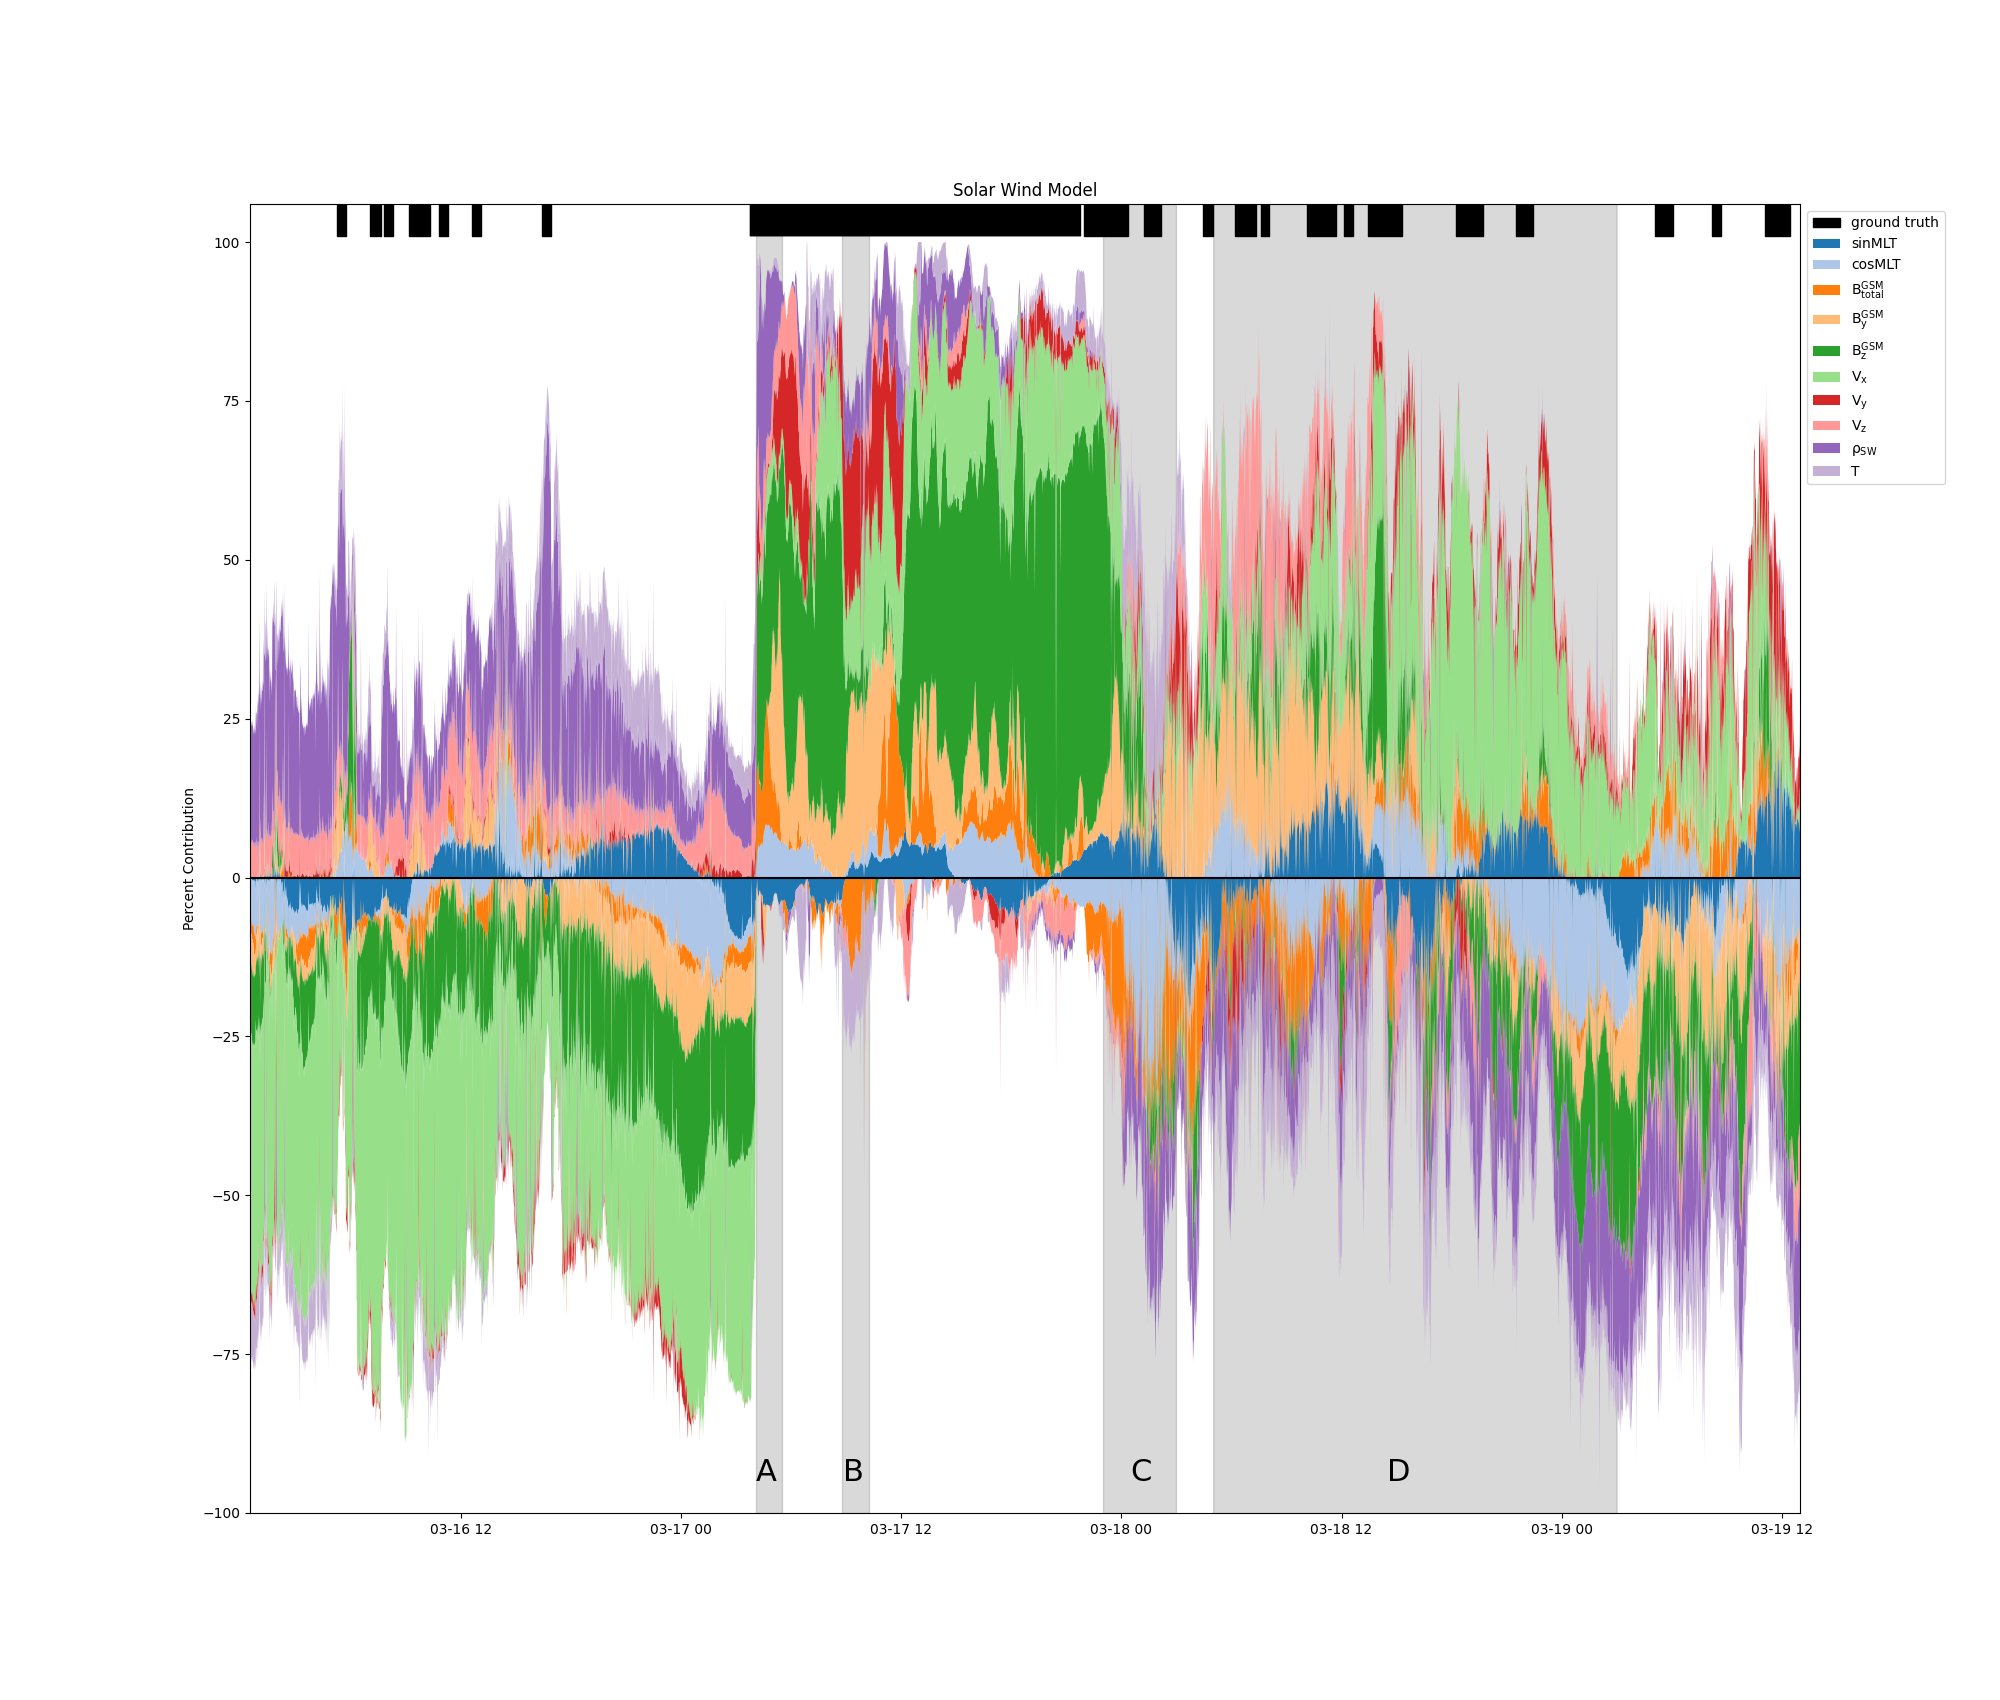 Solar Wind Model
100
75
50
25
0
−25
−50
−75
−100
Percent Contribution
ground truth
sinMLT
cosMLT
B_total^GSM
B_y^GSM
B_z^GSM
V_x
V_y
V_z
ρ_SW
T
A B C D
03-16 12 03-17 00 03-17 12 03-18 00 03-18 12 03-19 00 03-19 12